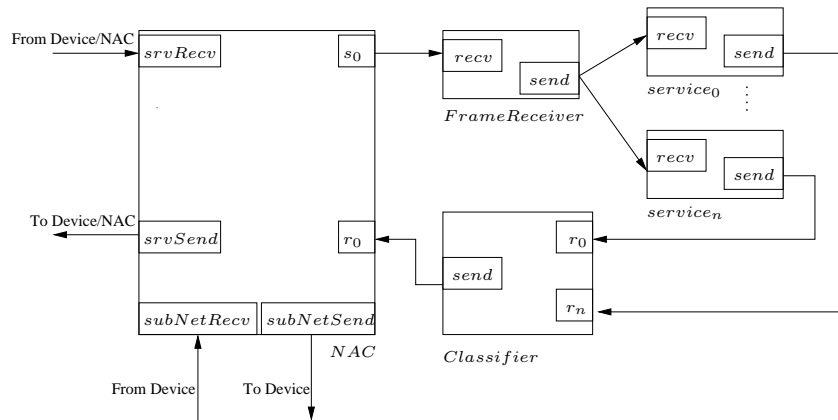 From Device/NAC
srvRecv
s₀
recv
send
FrameReceiver
recv
send
service₀
recv
send
serviceₙ
To Device/NAC
srvSend
r₀
send
r₀
rₙ
Classifier
subNetRecv
subNetSend
NAC
From Device
To Device